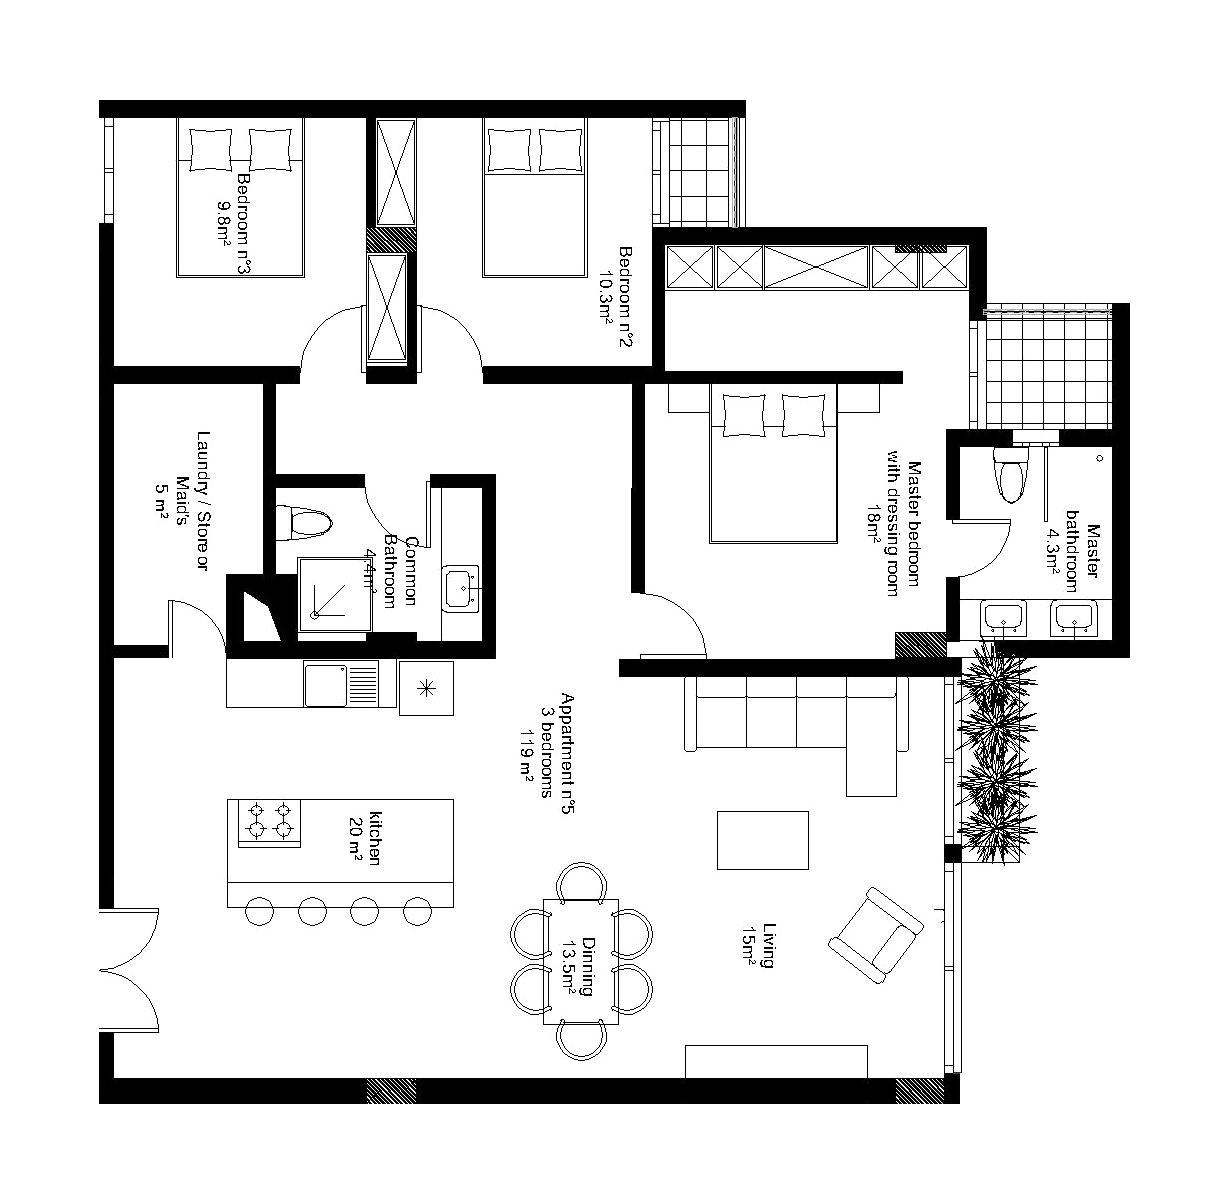 Bedroom n°3
9.8m²
Bedroom n°2
10.3m²
Master bedroom
with dressing room
18m²
Master
bathdroom
4.3m²
Laundry / Store or
Maid's
5 m²
Common
Bathroom
4.4m²
Appartment n°5
3 bedrooms
119 m²
kitchen
20 m²
Dinning
13.5m²
Living
15m²